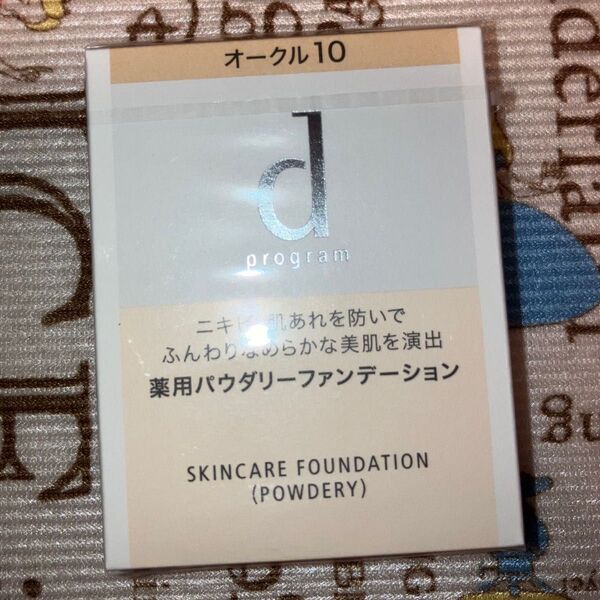 オークル10
d
program
ニキビ・肌あれを防いで
ふんわりなめらかな美肌を演出
薬用パウダリーファンデーション
SKINCARE FOUNDATION
(POWDERY)